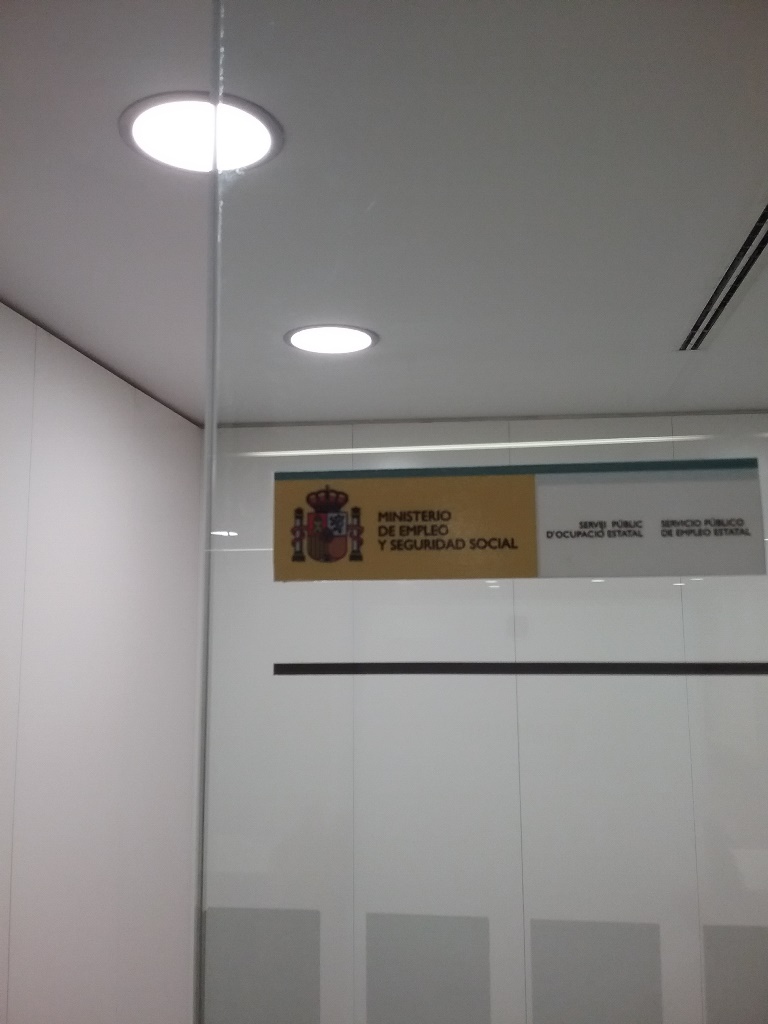 MINISTERIO
DE EMPLEO
Y SEGURIDAD SOCIAL
SERVEI PÚBLIC
D'OCUPACIÓ ESTATAL
SERVICIO PÚBLICO
DE EMPLEO ESTATAL